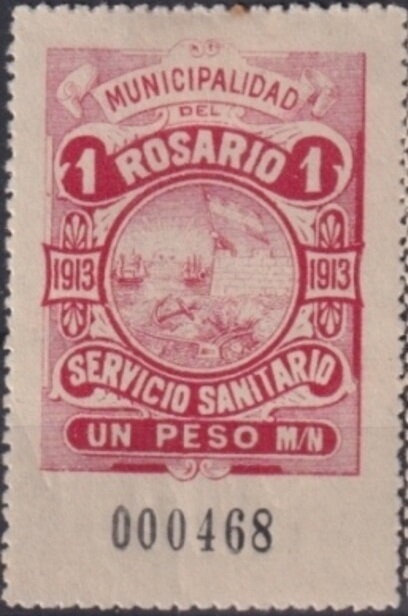 MUNICIPALIDAD
DEL
1 ROSARIO 1
1913 1913
SERVICIO SANITARIO
UN PESO M/N
000468